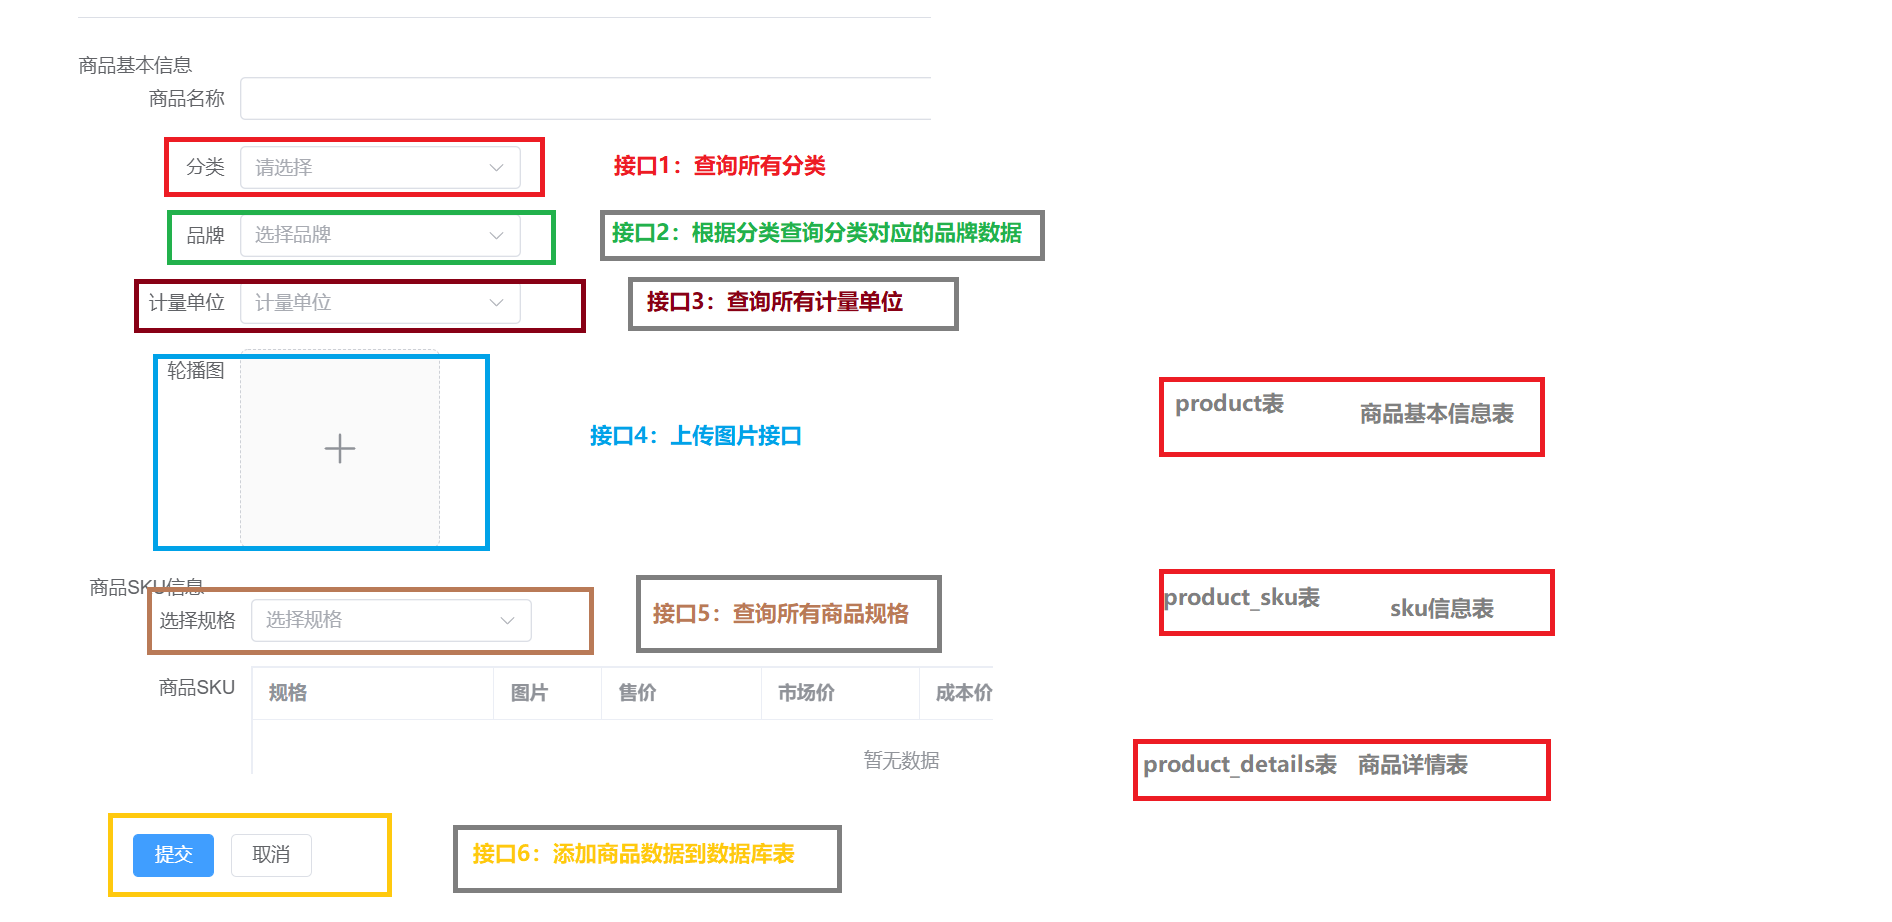 商品基本信息
商品名称
分类 请选择 接口1：查询所有分类
品牌 选择品牌 接口2：根据分类查询分类对应的品牌数据
计量单位 计量单位 接口3：查询所有计量单位
轮播图
product表 商品基本信息表
接口4：上传图片接口
商品SKU信息
product_sku表 sku信息表
选择规格 选择规格 接口5：查询所有商品规格
商品SKU 规格 图片 售价 市场价 成本价
暂无数据
product_details表 商品详情表
提交 取消 接口6：添加商品数据到数据库表